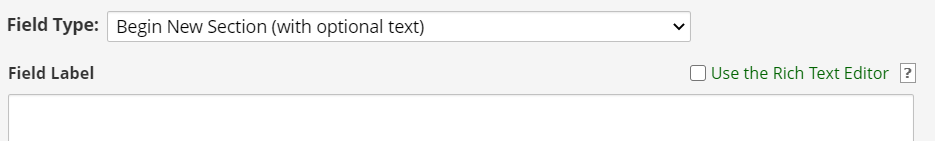 Field Type: Begin New Section (with optional text)
Field Label Use the Rich Text Editor ?